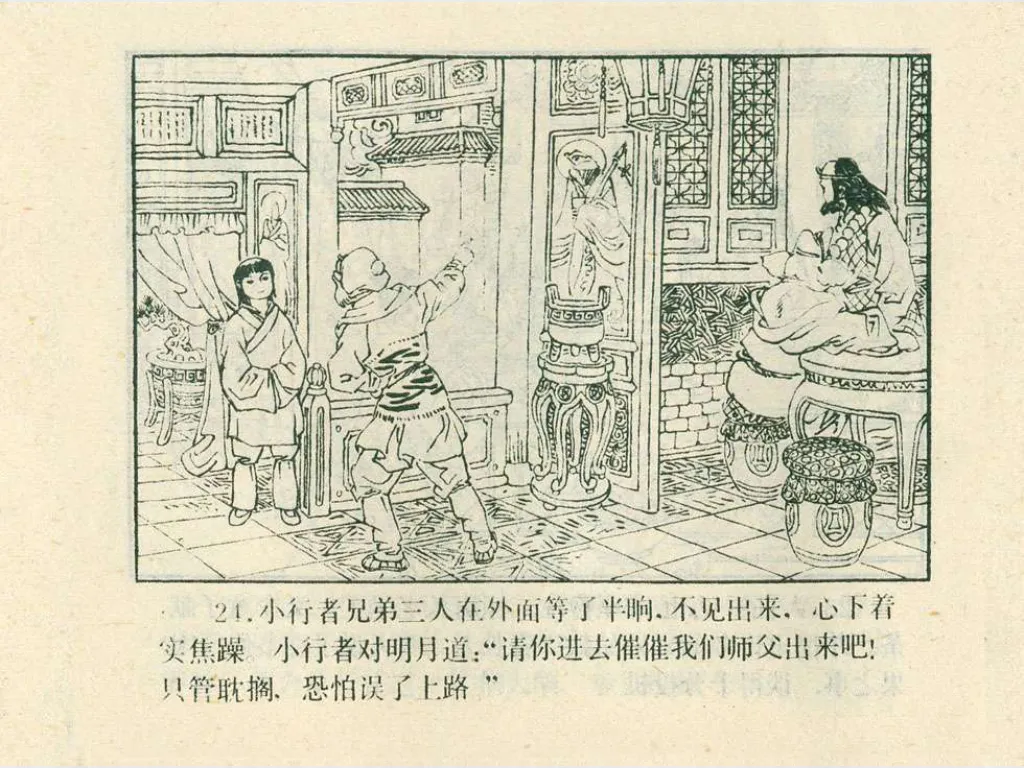 21.小行者兄弟三人在外面等了半晌，不见出来，心下着
实焦躁 小行者对明月道：“请你进去催催我们师父出来吧！
只管耽搁，恐怕误了上路 ”